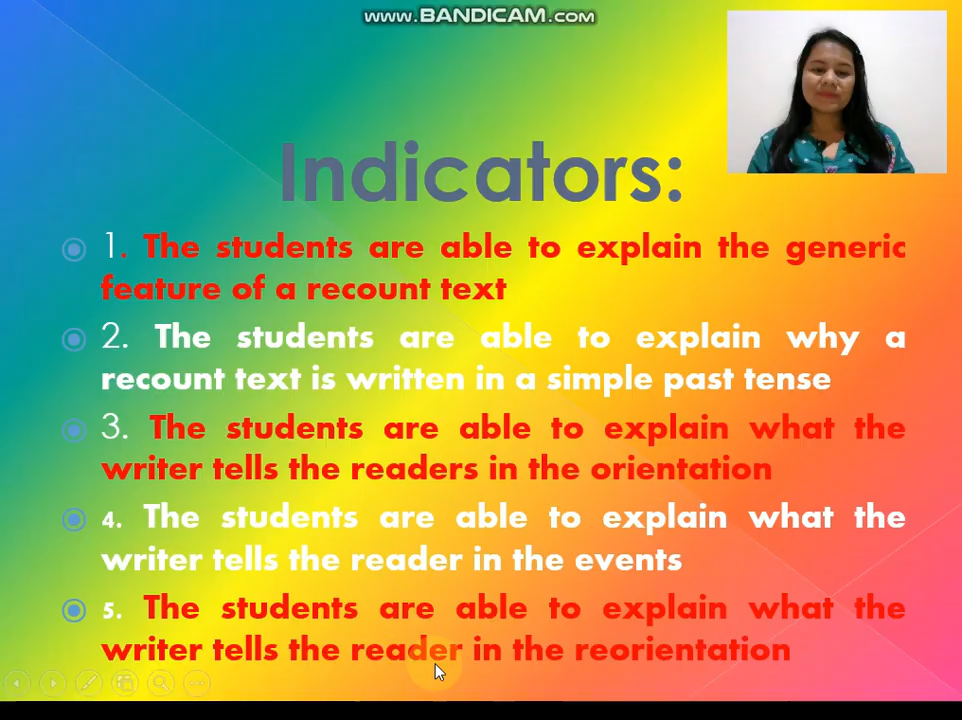 www.BANDICAM.com
Indicators:
1. The students are able to explain the generic
feature of a recount text
2. The students are able to explain why a
recount text is written in a simple past tense
3. The students are able to explain what the
writer tells the readers in the orientation
4. The students are able to explain what the
writer tells the reader in the events
5. The students are able to explain what the
writer tells the reader in the reorientation